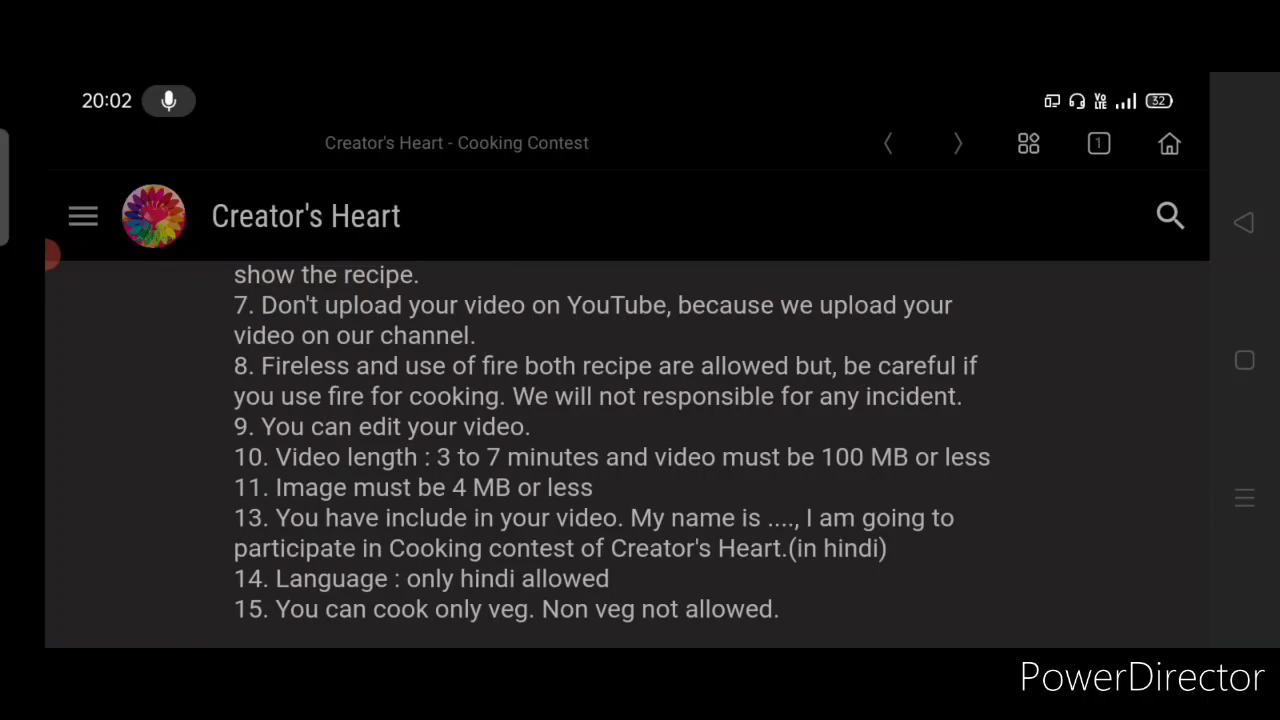 20:02
Vo LTE 32
Creator's Heart - Cooking Contest
1
Creator's Heart
show the recipe.
7. Don't upload your video on YouTube, because we upload your
video on our channel.
8. Fireless and use of fire both recipe are allowed but, be careful if
you use fire for cooking. We will not responsible for any incident.
9. You can edit your video.
10. Video length : 3 to 7 minutes and video must be 100 MB or less
11. Image must be 4 MB or less
13. You have include in your video. My name is ...., I am going to
participate in Cooking contest of Creator's Heart.(in hindi)
14. Language : only hindi allowed
15. You can cook only veg. Non veg not allowed.
PowerDirector